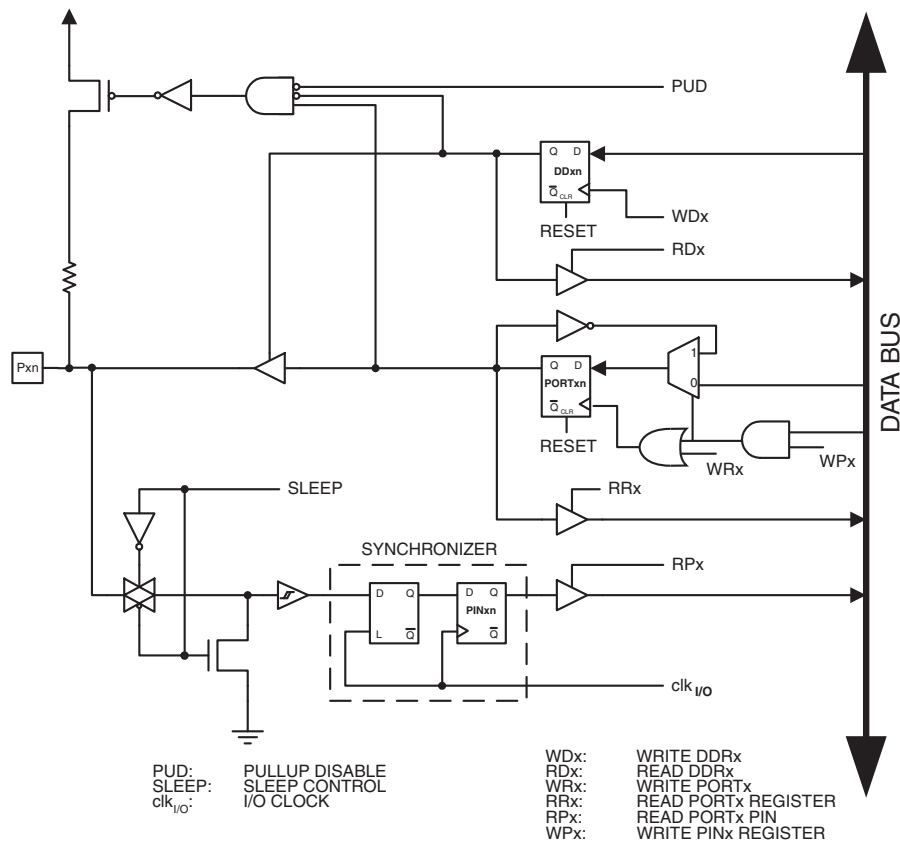 PUD
Q D
DDxn
Q CLR
WDx
RESET
RDx
DATA BUS
Pxn
1
Q D
0
PORTxn
Q CLR
RESET
WRx
WPx
SLEEP
RRx
SYNCHRONIZER
RPx
D Q
D Q
PINxn
L Q
Q
clk I/O
PUD: PULLUP DISABLE
SLEEP: SLEEP CONTROL
clk I/O: I/O CLOCK
WDx: WRITE DDRx
RDx: READ DDRx
WRx: WRITE PORTx
RRx: READ PORTx REGISTER
RPx: READ PORTx PIN
WPx: WRITE PINx REGISTER